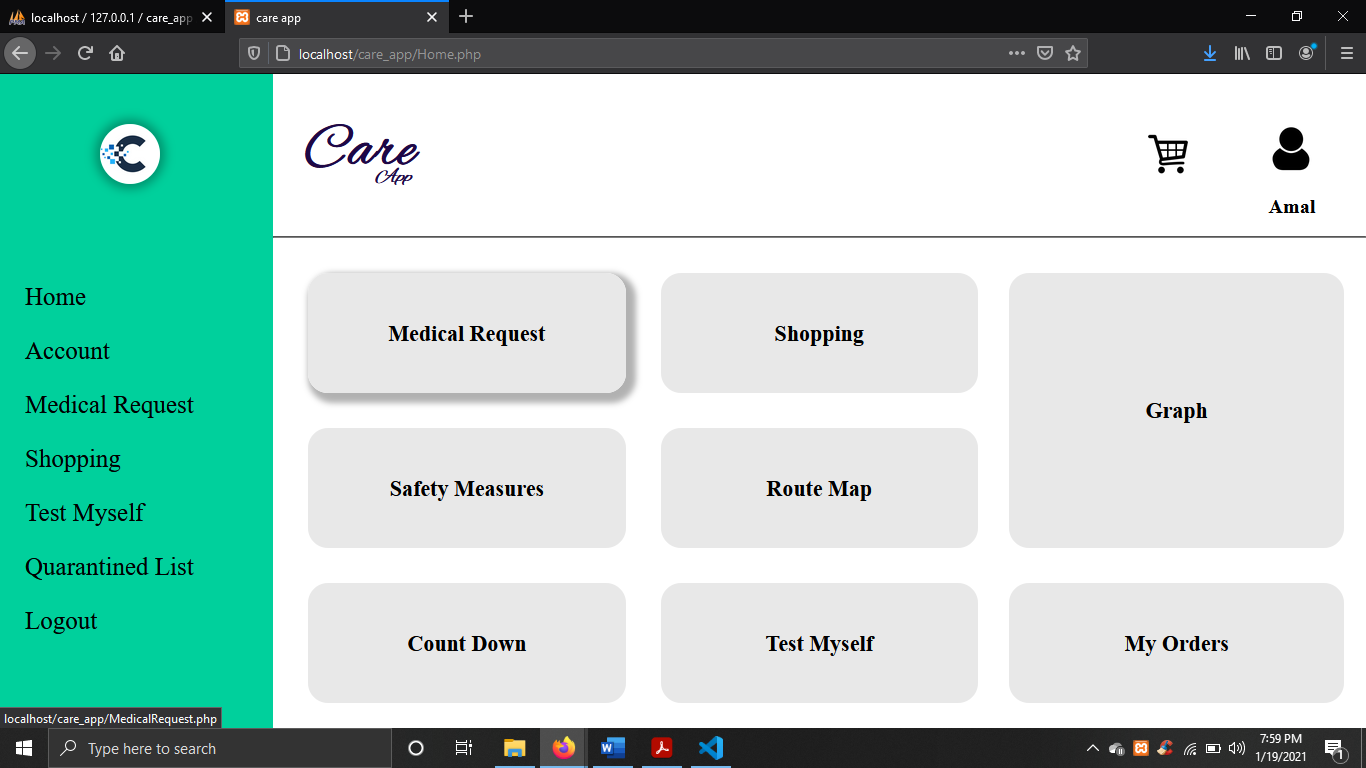 localhost / 127.0.0.1 / care_app
care app
localhost/care_app/Home.php
Care
App
Amal
Home
Account
Medical Request
Shopping
Test Myself
Quarantined List
Logout
Medical Request
Shopping
Graph
Safety Measures
Route Map
Count Down
Test Myself
My Orders
localhost/care_app/MedicalRequest.php
Type here to search
7:59 PM
1/19/2021
1